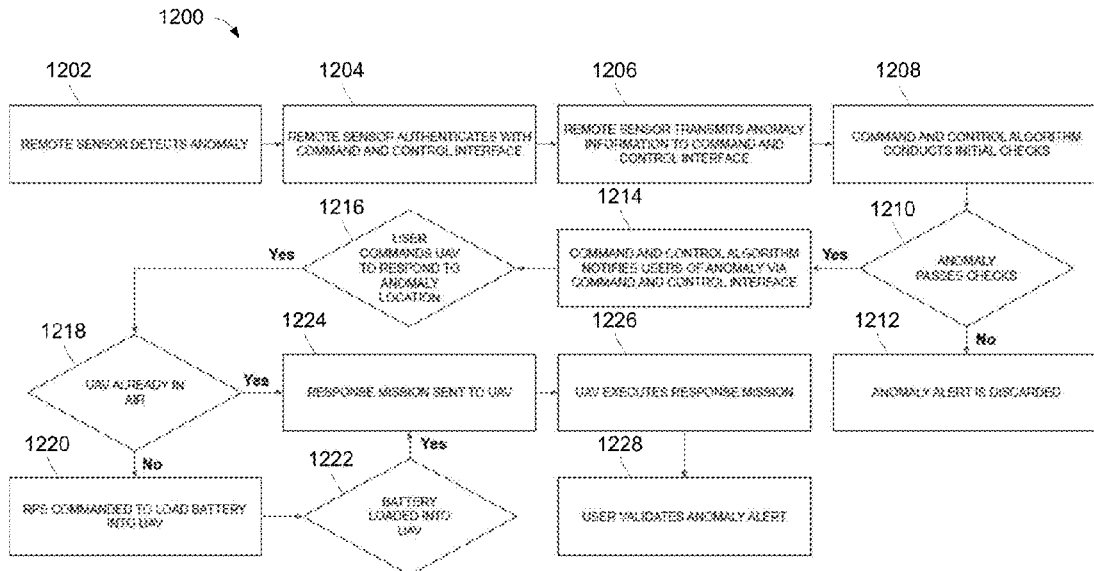 1200
1202
REMOTE SENSOR DETECTS ANOMALY
1204
REMOTE SENSOR AUTHENTICATES WITH
COMMAND AND CONTROL INTERFACE
1206
REMOTE SENSOR TRANSMITS ANOMALY
INFORMATION TO COMMAND AND
CONTROL INTERFACE
1208
COMMAND AND CONTROL ALGORITHM
CONDUCTS INITIAL CHECKS
1210
ANOMALY
PASSES CHECKS
Yes
No
1212
ANOMALY ALERT IS DISCARDED
1214
COMMAND AND CONTROL ALGORITHM
NOTIFIES USERS OF ANOMALY VIA
COMMAND AND CONTROL INTERFACE
1216
USER
COMMANDS UAV
TO RESPOND TO
ANOMALY
LOCATION
Yes
1218
UAV ALREADY IN
AIR
Yes
No
1220
RPS COMMANDED TO LOAD BATTERY
INTO UAV
1222
BATTERY
LOADED INTO
UAV
Yes
1224
RESPONSE MISSION SENT TO UAV
1226
UAV EXECUTES RESPONSE MISSION
1228
USER VALIDATES ANOMALY ALERT